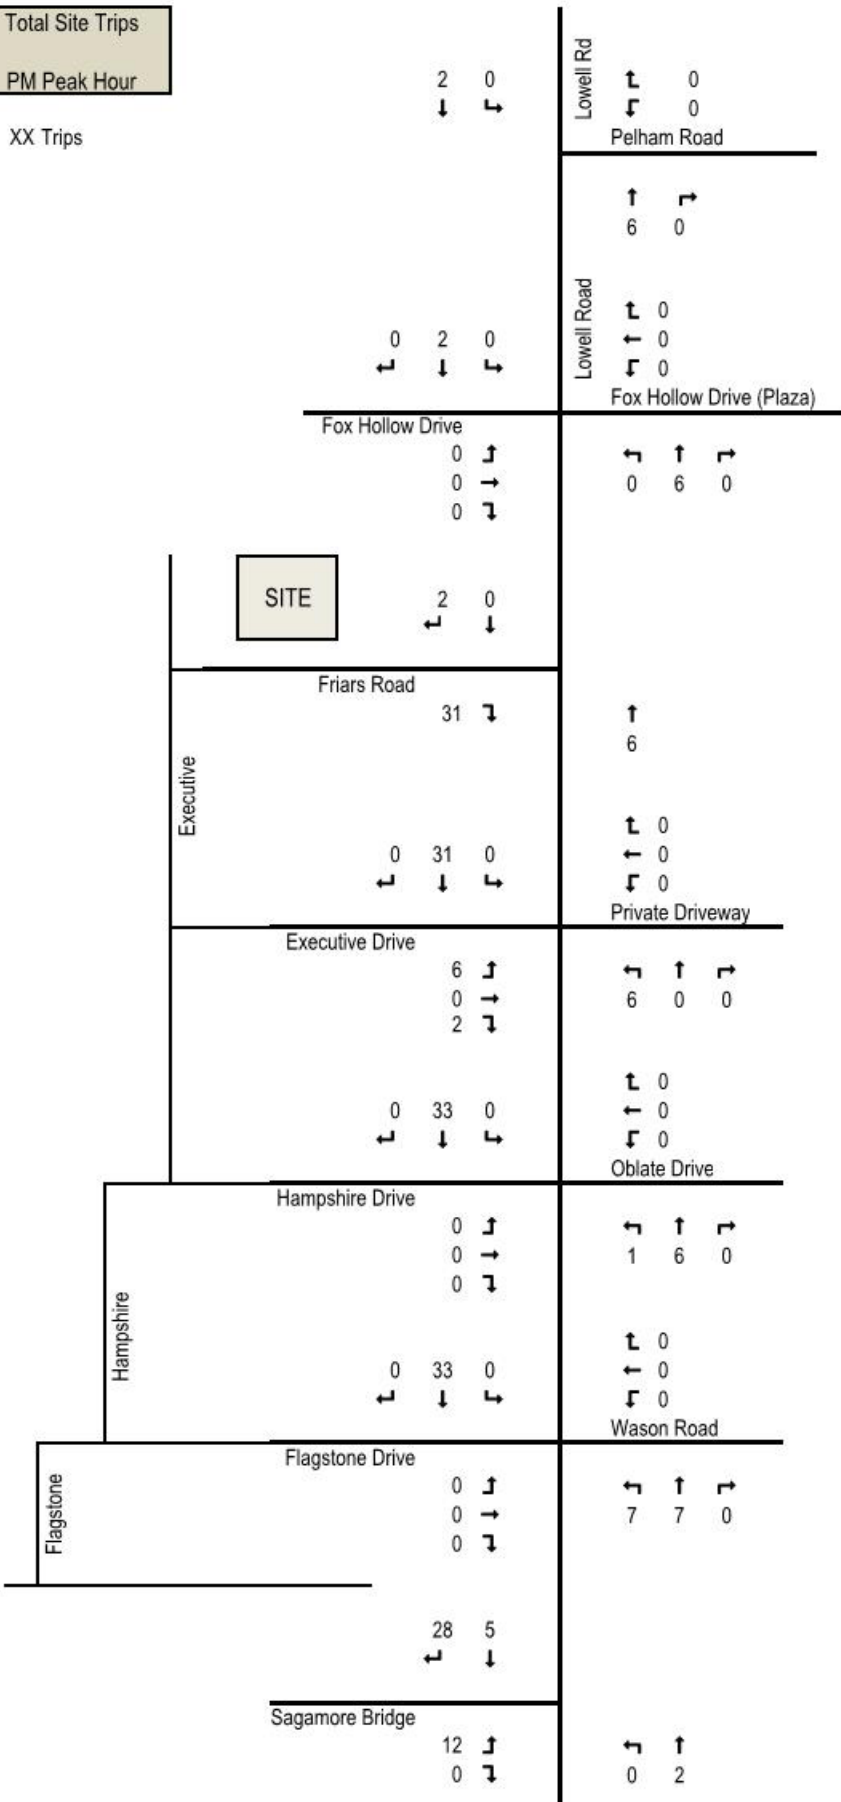 Total Site Trips
PM Peak Hour
XX Trips
Lowell Rd
2 0
0
0
Pelham Road
6 0
Lowell Road
0
0
0
0 2 0
Fox Hollow Drive (Plaza)
Fox Hollow Drive
0
0
0
0 6 0
SITE
2 0
Friars Road
31
6
Executive
0
0
0
0 31 0
Private Driveway
Executive Drive
6
0
2
6 0 0
0
0
0
0 33 0
Oblate Drive
Hampshire Drive
0
0
0
1 6 0
Hampshire
0
0
0
0 33 0
Wason Road
Flagstone Drive
0
0
0
7 7 0
Flagstone
28 5
Sagamore Bridge
12
0
0 2